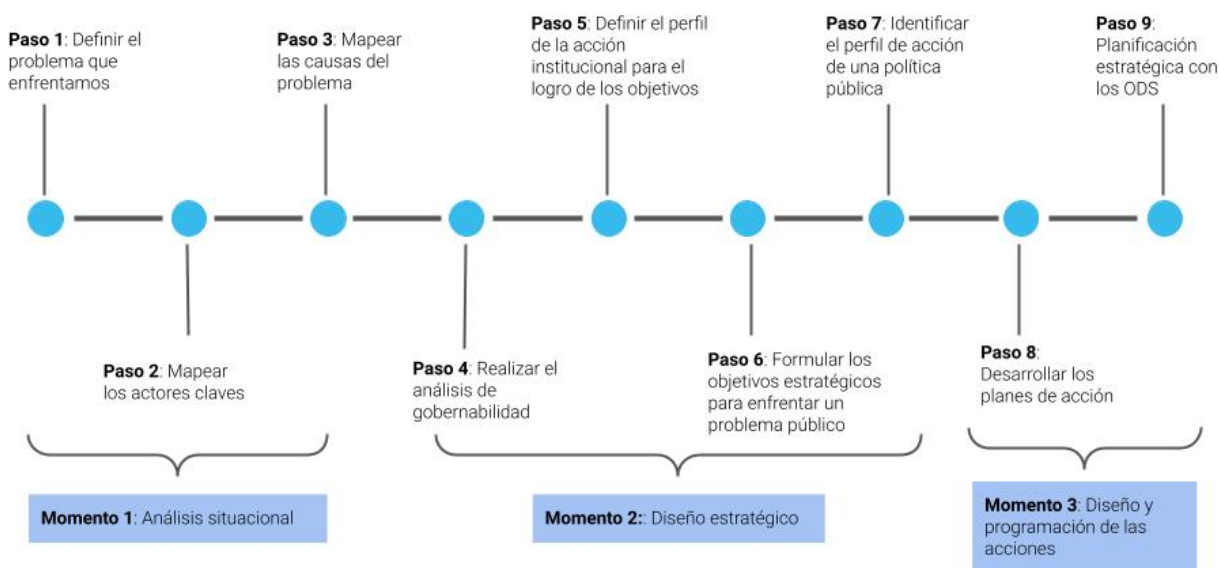 Paso 1: Definir el
problema que
enfrentamos
Paso 3: Mapear
las causas del
problema
Paso 5: Definir el perfil
de la acción
institucional para el
logro de los objetivos
Paso 7: Identificar
el perfil de acción
de una política
pública
Paso 9:
Planificación
estratégica con
los ODS
Paso 2: Mapear
los actores claves
Paso 4: Realizar el
análisis de
gobernabilidad
Paso 6: Formular los
objetivos estratégicos
para enfrentar un
problema público
Paso 8:
Desarrollar los
planes de acción
Momento 1: Análisis situacional
Momento 2:: Diseño estratégico
Momento 3: Diseño y
programación de las
acciones